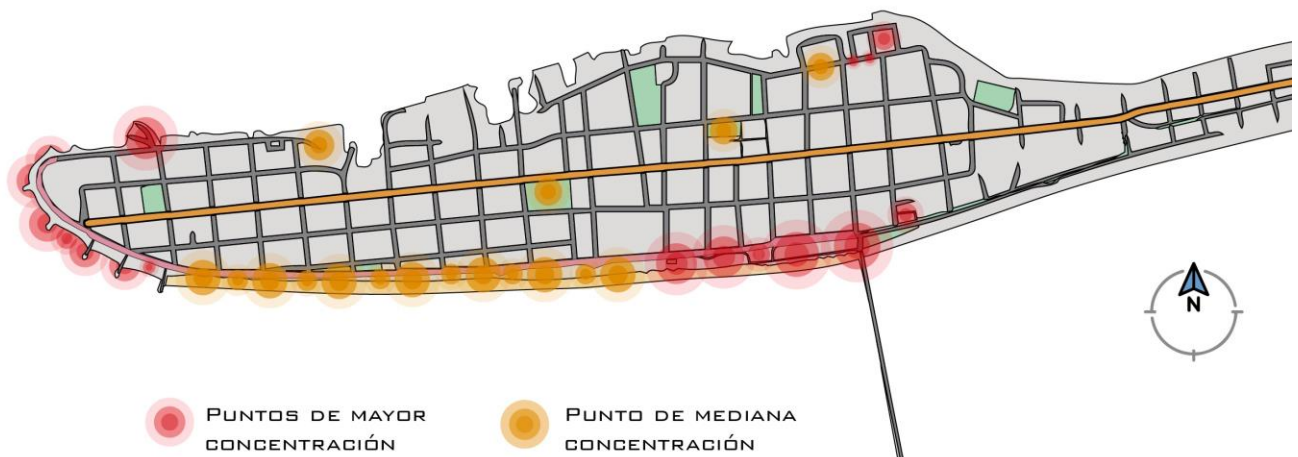 N
PUNTOS DE MAYOR
CONCENTRACIÓN
PUNTO DE MEDIANA
CONCENTRACIÓN